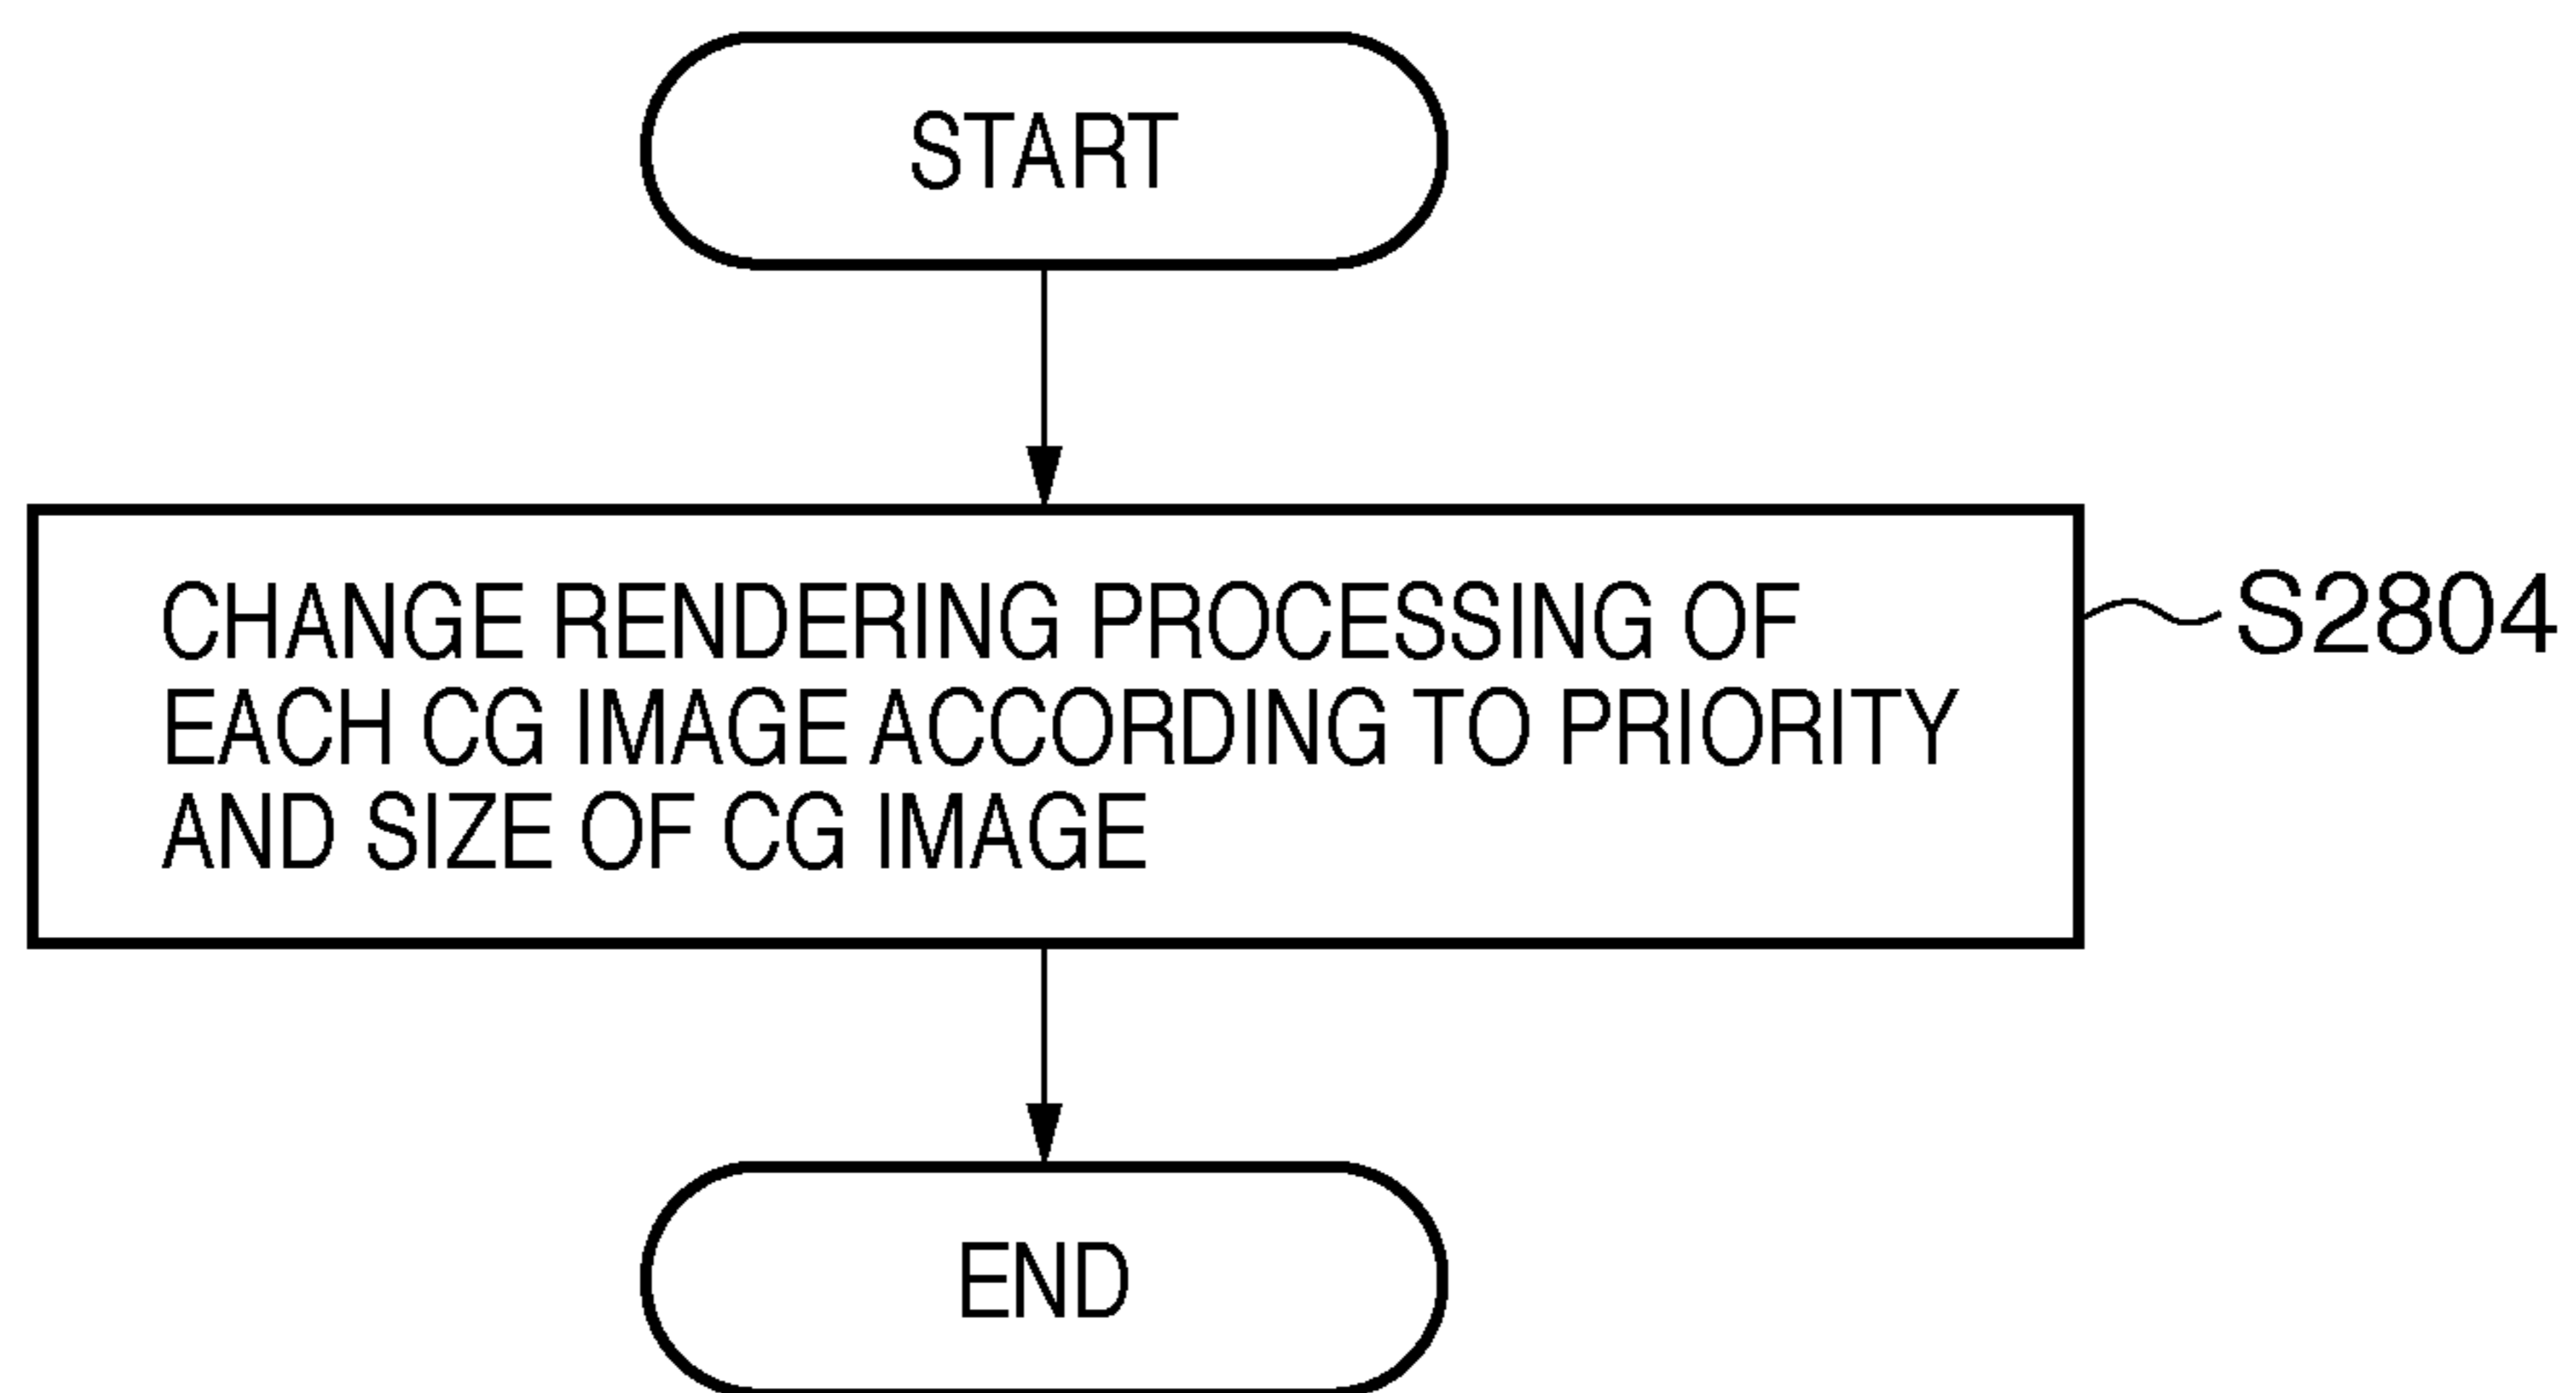 START
CHANGE RENDERING PROCESSING OF
EACH CG IMAGE ACCORDING TO PRIORITY
AND SIZE OF CG IMAGE
S2804
END